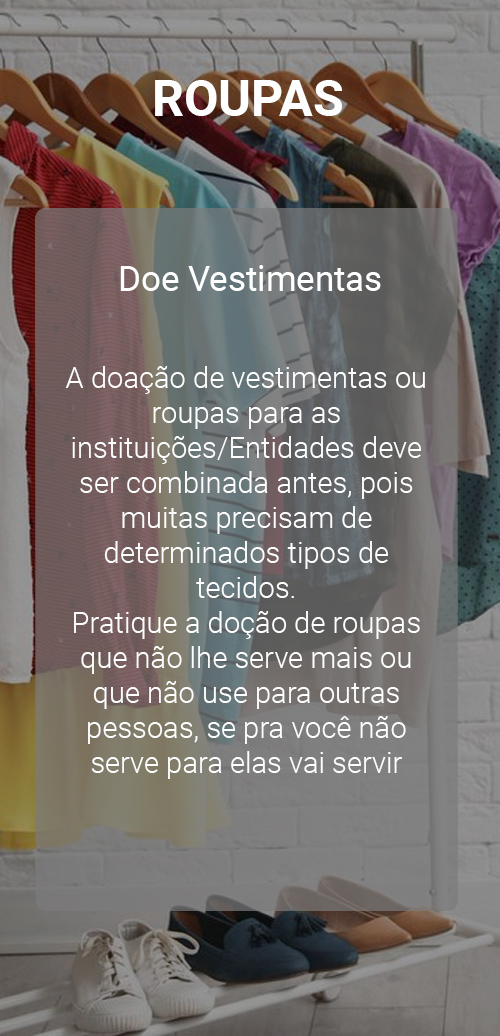 ROUPAS
Doe Vestimentas
A doação de vestimentas ou
roupas para as
instituições/Entidades deve
ser combinada antes, pois
muitas precisam de
determinados tipos de
tecidos.
Pratique a doção de roupas
que não lhe serve mais ou
que não use para outras
pessoas, se pra você não
serve para elas vai servir